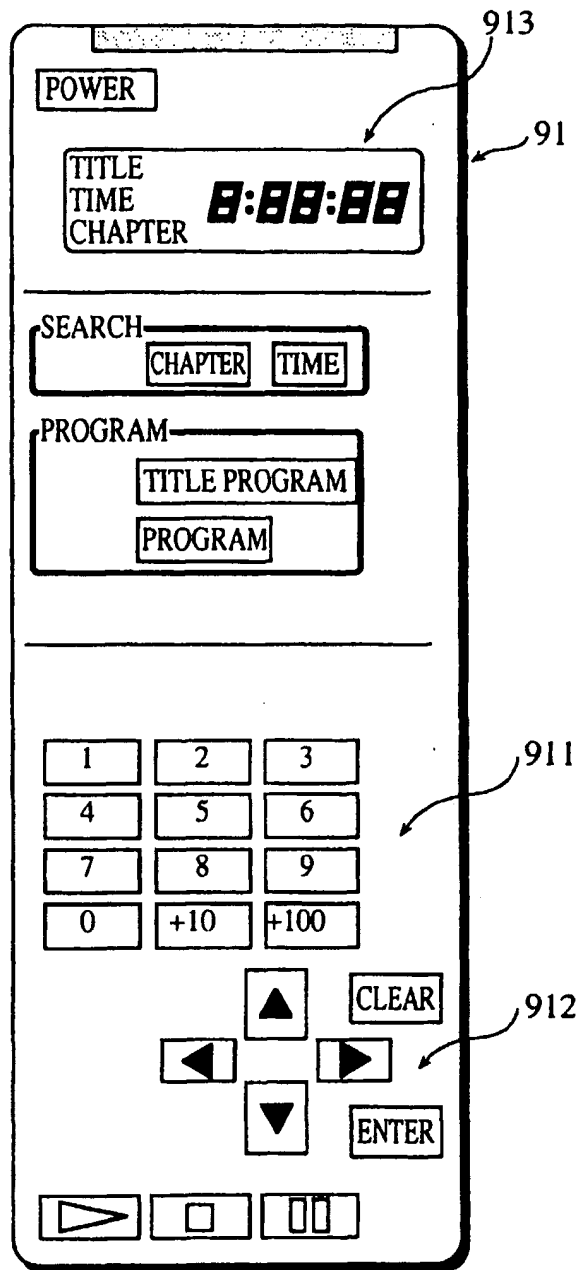 913
POWER
91
TITLE
TIME 8:88:88
CHAPTER
SEARCH
CHAPTER TIME
PROGRAM
TITLE PROGRAM
PROGRAM
1 2 3
911
4 5 6
7 8 9
0 +10 +100
CLEAR
912
ENTER